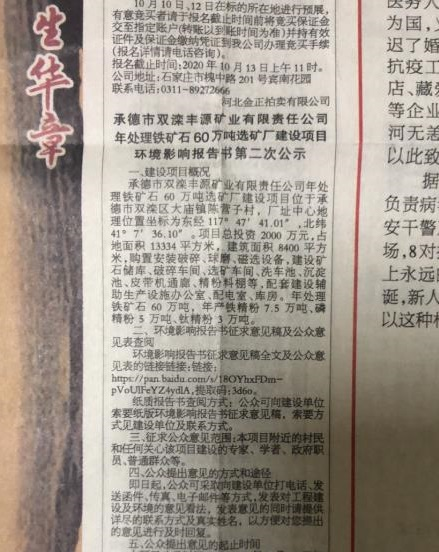 生华章
10月10日、12日在标的所在地进行预展,
有意竞买者请于报名截止时间前将竞买保证金
交至指定账户(转账以到账时间为准)并持有效
证件及保证金缴纳凭证到我公司办理竞买手续
(报名详情请电话咨询)。
报名截止时间:2020年10月13日上午11时。
公司地址:石家庄市槐中路201号宾南花园
联系电话:0311-89272666
河北金正拍卖有限公司
承德市双滦丰源矿业有限责任公司
年处理铁矿石60万吨选矿厂建设项目
环境影响报告书第二次公示
一、建设项目概况
承德市双滦丰源矿业有限责任公司年处
理铁矿石60万吨选矿厂建设项目位于承
德市双滦区大庙镇陈营子村,厂址中心地
理位置坐标为东经117°47′41.01″,北纬
41°7′36.10″。项目总投资2000万元,占
地面积13334平方米,建筑面积8400平方
米,购置安装破碎、球磨、磁选设备,建设矿
石储库、破碎车间、选矿车间、洗车池、沉淀
池、皮带机通廊、精粉料棚等,配套建设辅
助生产设施办公室、配电室、库房。年处理
铁矿石60万吨,年产铁精粉7.5万吨、磷
精粉5万吨、钛精粉3万吨。
二、环境影响报告书征求意见稿及公众意
见表查阅
环境影响报告书征求意见稿全文及公众意
见表的链接链接:链接:
https://pan.baidu.com/s/18OYhxFDm-
pVoUlFeYZ4ydlA,提取码:3d6o。
纸质报告书查阅方式:公众可向建设单位
索要纸版环境影响报告书征求意见稿,索要方
式见建设单位及联系方式。
三、征求公众意见范围:本项目附近的村民
和任何关心该项目建设的专家、学者、政府职
员、普通群众等。
四、公众提出意见的方式和途径
即日起,公众可采取向建设单位打电话、发
送函件、传真、电子邮件等方式,发表对工程建
设及环境的意见看法,发表意见的同时请提供
详尽的联系方式及真实姓名,以方便对您提出
的意见进行及时回复。
五、公众提出意见的起止时间
为国,
迟了婚
抗疫工
店、藏爱
等企业
河无差
以此致
据
负责病
安干警
场,8对
上永远
诞,新人
以这种